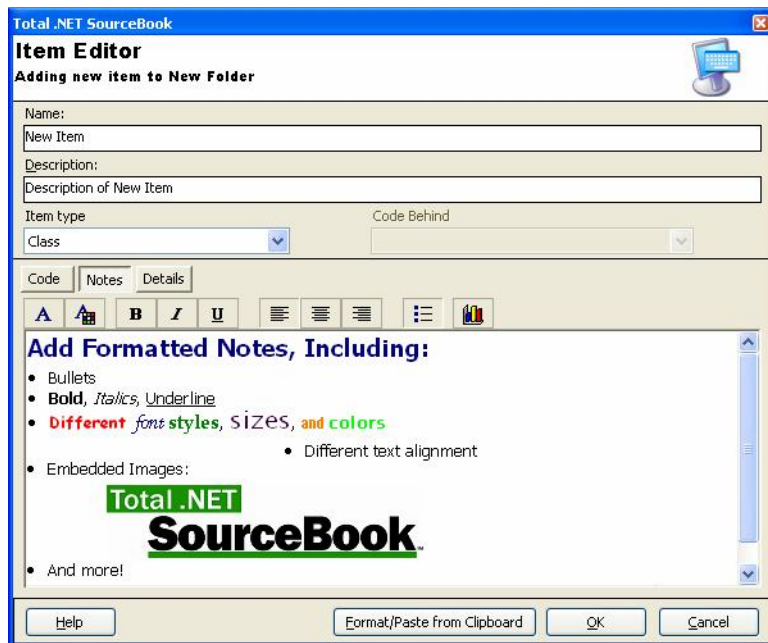 Total .NET SourceBook
Item Editor
Adding new item to New Folder
Name:
New Item
Description:
Description of New Item
Item type
Code Behind
Class
Code Notes Details
A A B I U
Add Formatted Notes, Including:
• Bullets
• Bold, Italics, Underline
• Different font styles, sizes, and colors
• Different text alignment
• Embedded Images:
Total .NET
SourceBook™
• And more!
Help Format/Paste from Clipboard OK Cancel